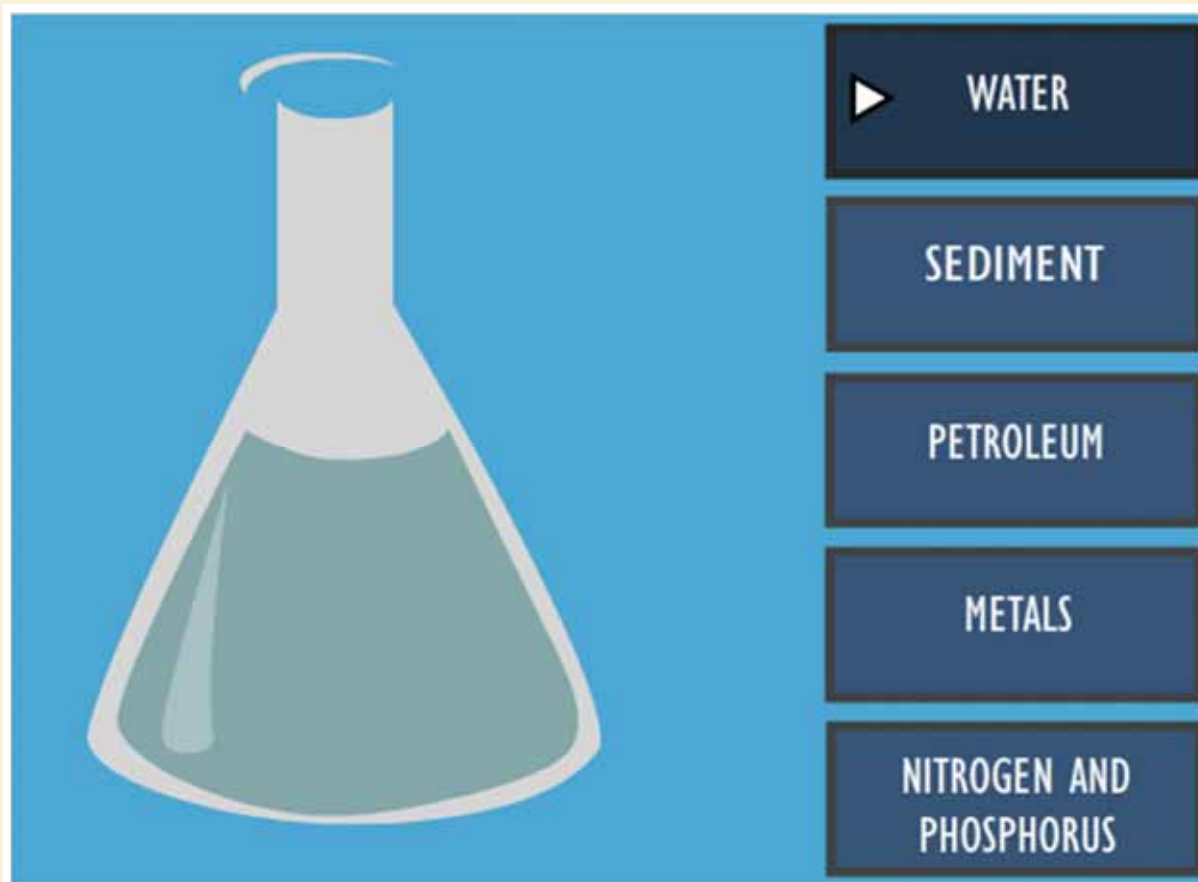 WATER
SEDIMENT
PETROLEUM
METALS
NITROGEN AND
PHOSPHORUS